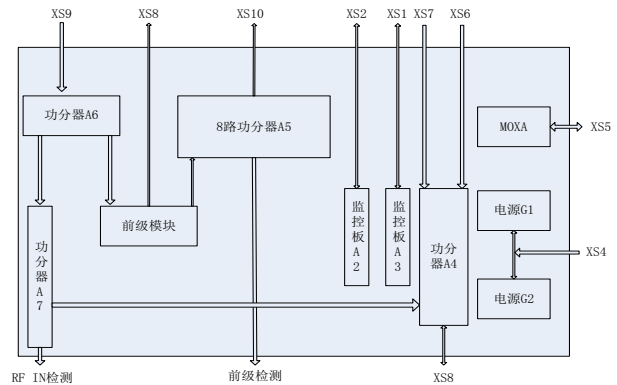 XS9
XS8
XS10
XS2
XS1
XS7
XS6
功分器A6
8路功分器A5
MOXA
XS5
前级模块
监控板A2
监控板A3
功分器A4
电源G1
XS4
电源G2
功分器A7
RF IN检测
前级检测
XS8